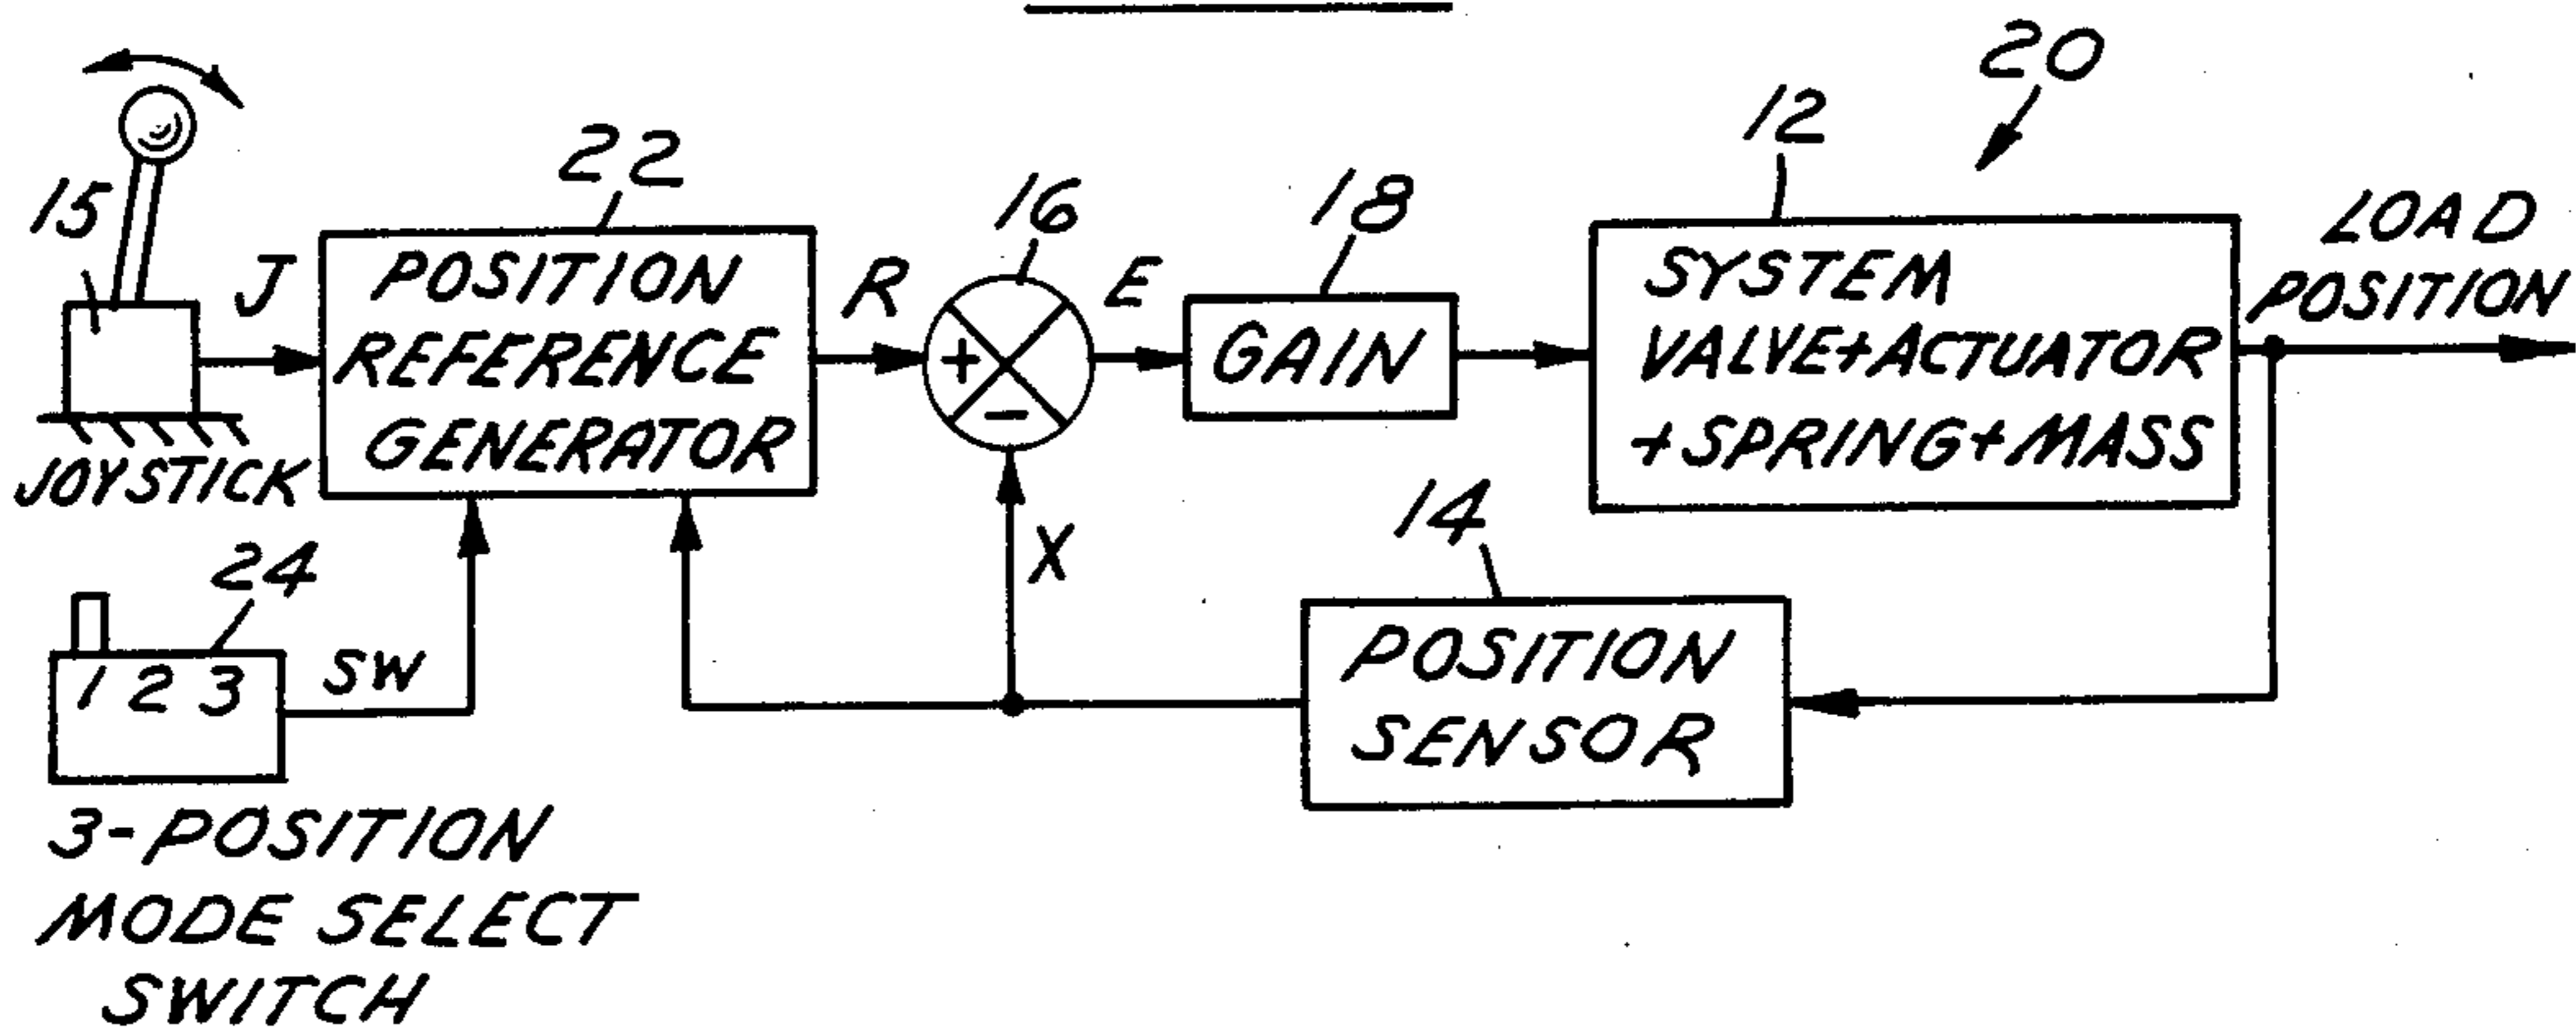 20
12
22
16
18
15
J
POSITION
REFERENCE
GENERATOR
R
+
-
E
GAIN
SYSTEM
VALVE+ACTUATOR
+SPRING+MASS
LOAD
POSITION
JOYSTICK
X
14
POSITION
SENSOR
24
1 2 3
SW
3-POSITION
MODE SELECT
SWITCH